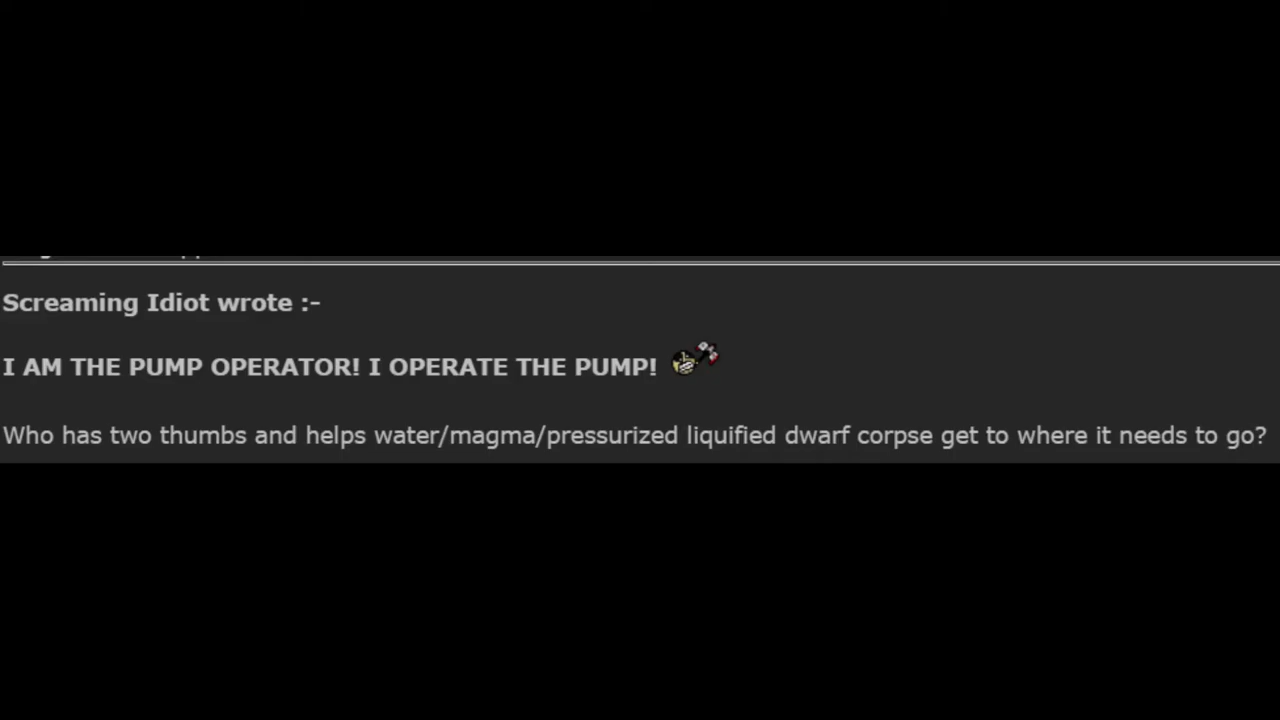 Screaming Idiot wrote :-
I AM THE PUMP OPERATOR! I OPERATE THE PUMP!
Who has two thumbs and helps water/magma/pressurized liquified dwarf corpse get to where it needs to go?